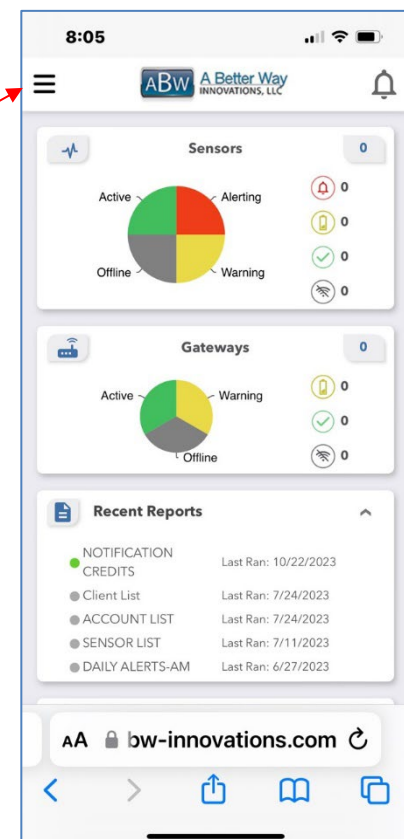 8:05
ABW A Better Way
INNOVATIONS, LLC
Sensors 0
Active Alerting
Offline Warning
0
0
0
0
Gateways 0
Active Warning
Offline
0
0
0
Recent Reports
NOTIFICATION
CREDITS Last Ran: 10/22/2023
Client List Last Ran: 7/24/2023
ACCOUNT LIST Last Ran: 7/24/2023
SENSOR LIST Last Ran: 7/11/2023
DAILY ALERTS-AM Last Ran: 6/27/2023
AA bw-innovations.com